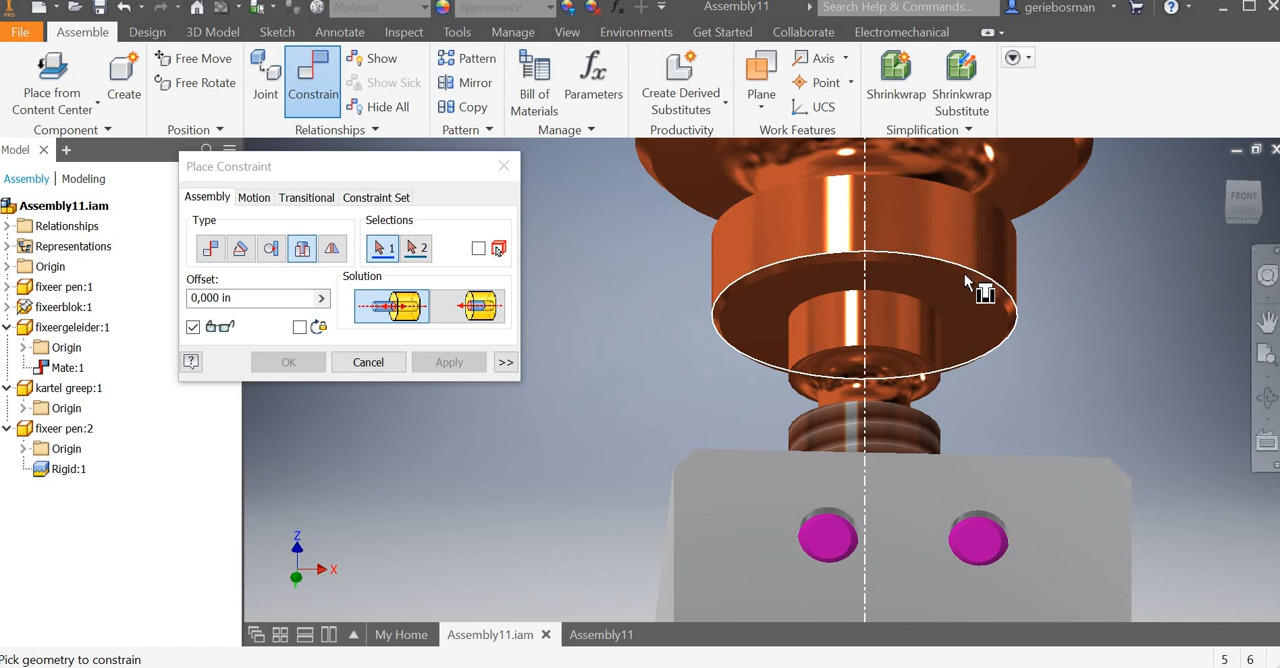 PRO
Material
Appearance
Assembly11
Search Help & Commands...
geriebosman
File
Assemble
Design
3D Model
Sketch
Annotate
Inspect
Tools
Manage
View
Environments
Get Started
Collaborate
Electromechanical
Place from
Content Center
Create
Free Move
Free Rotate
Joint
Constrain
Show
Show Sick
Hide All
Pattern
Mirror
Copy
Bill of
Materials
Parameters
Create Derived
Substitutes
Plane
Axis
Point
UCS
Shrinkwrap
Shrinkwrap
Substitute
Component
Position
Relationships
Pattern
Manage
Productivity
Work Features
Simplification
Model
Assembly
Modeling
Assembly11.iam
Relationships
Representations
Origin
fixeer pen:1
fixeerblok:1
fixeergeleider:1
Origin
Mate:1
kartel greep:1
Origin
fixeer pen:2
Origin
Rigid:1
Place Constraint
Assembly
Motion
Transitional
Constraint Set
Type
Selections
1
2
Offset:
0,000 in
Solution
OK
Cancel
Apply
>>
FRONT
Z
X
My Home
Assembly11.iam
Assembly11
Pick geometry to constrain
5
6